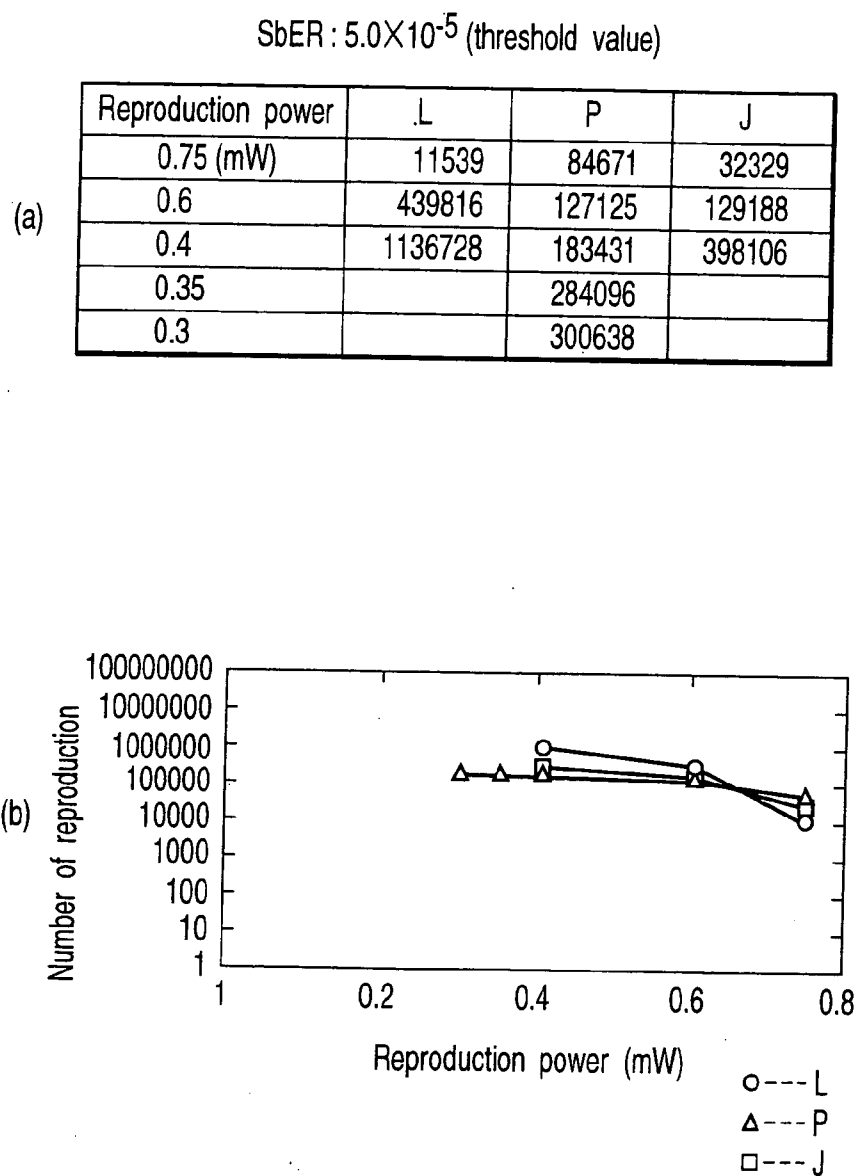 SbER : 5.0X10-5 (threshold value)
(a)
Reproduction power .L P J
0.75 (mW) 11539 84671 32329
0.6 439816 127125 129188
0.4 1136728 183431 398106
0.35 284096
0.3 300638
(b)
Number of reproduction
100000000
10000000
1000000
100000
10000
1000
100
10
1
1 0.2 0.4 0.6 0.8
Reproduction power (mW)
L
P
J